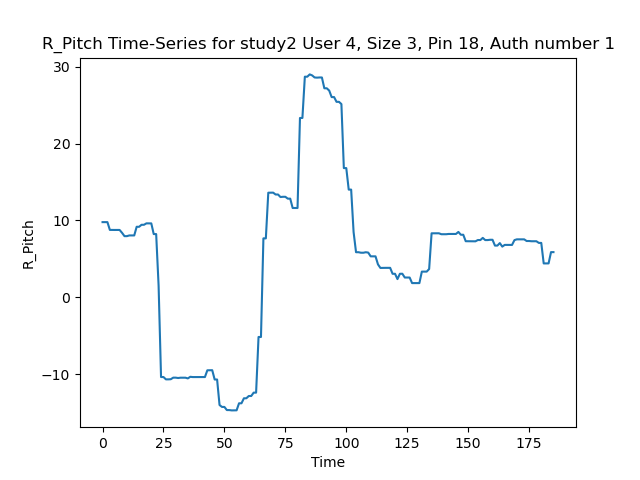 R_Pitch Time-Series for study2 User 4, Size 3, Pin 18, Auth number 1
30
20
10
0
−10
R_Pitch
0 25 50 75 100 125 150 175
Time